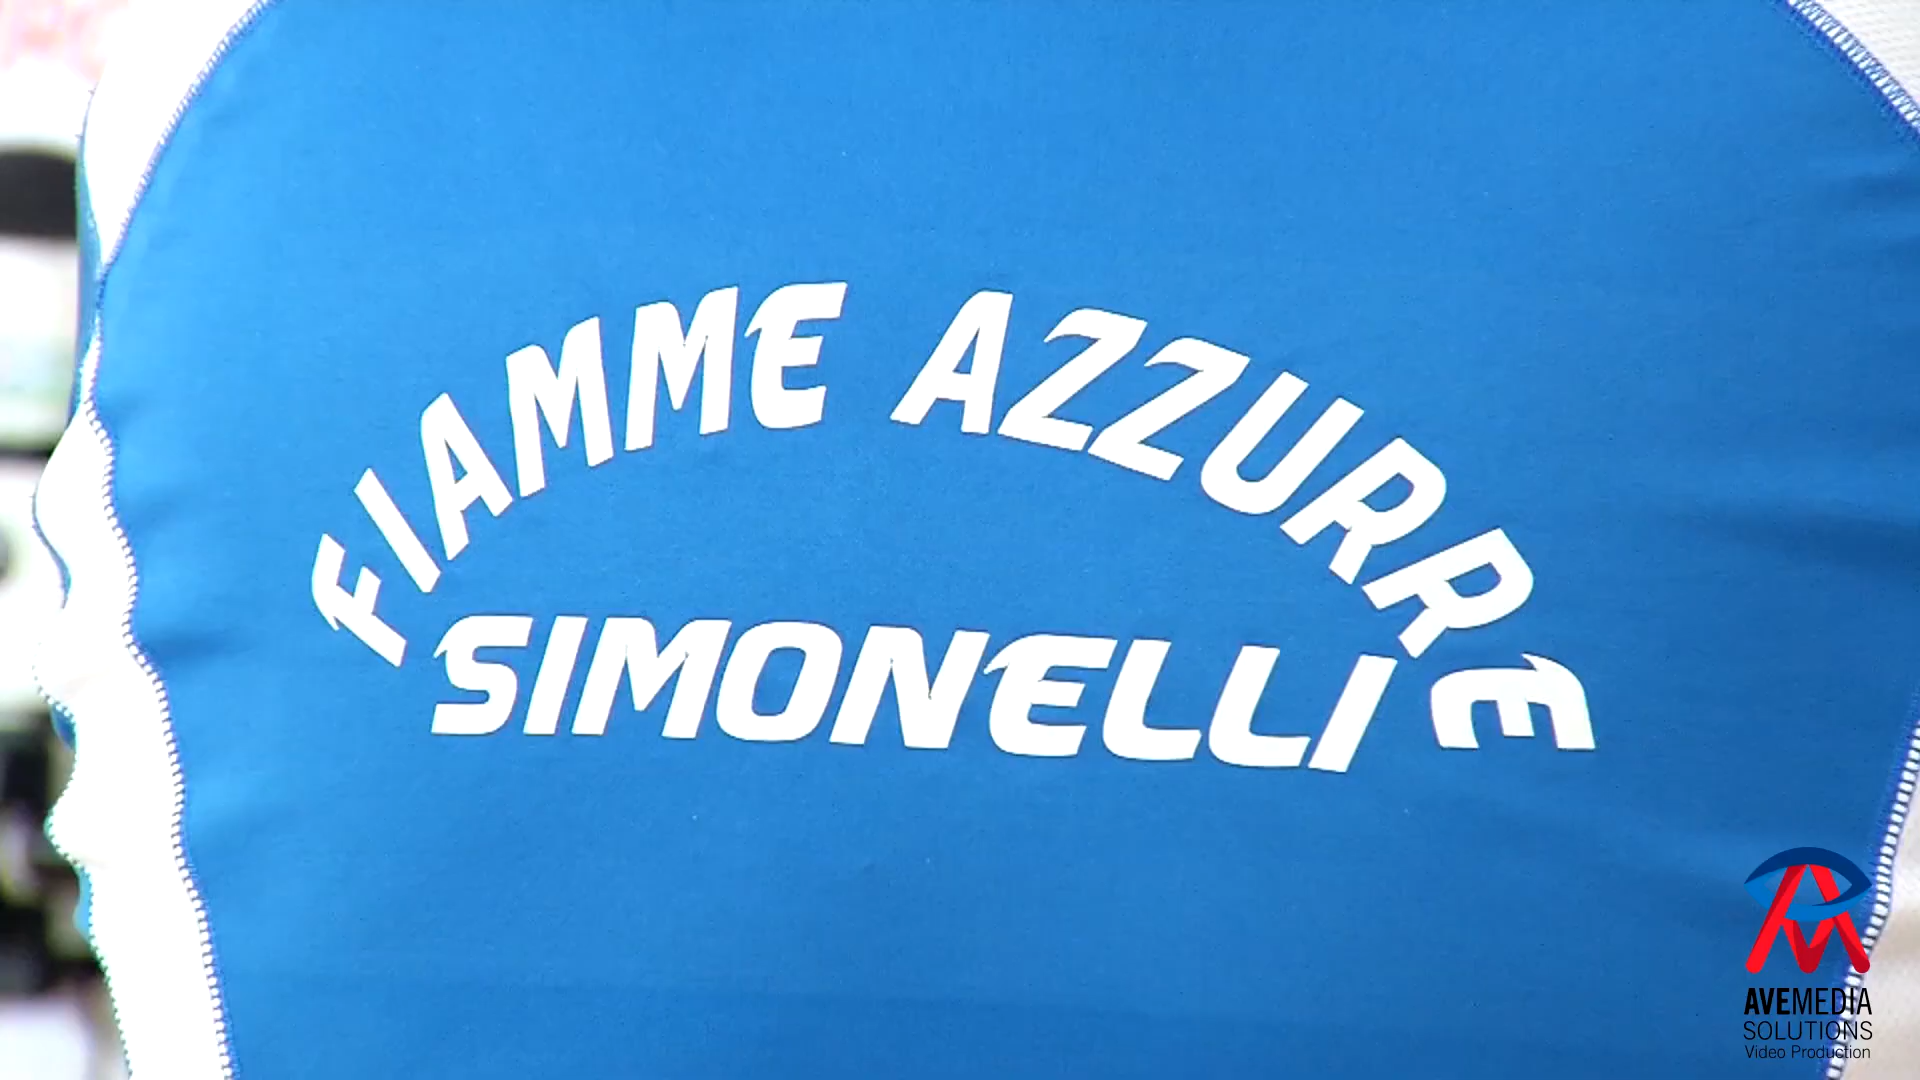 FIAMME AZZURRE
SIMONELLI
AVEMEDIA
SOLUTIONS
Video Production